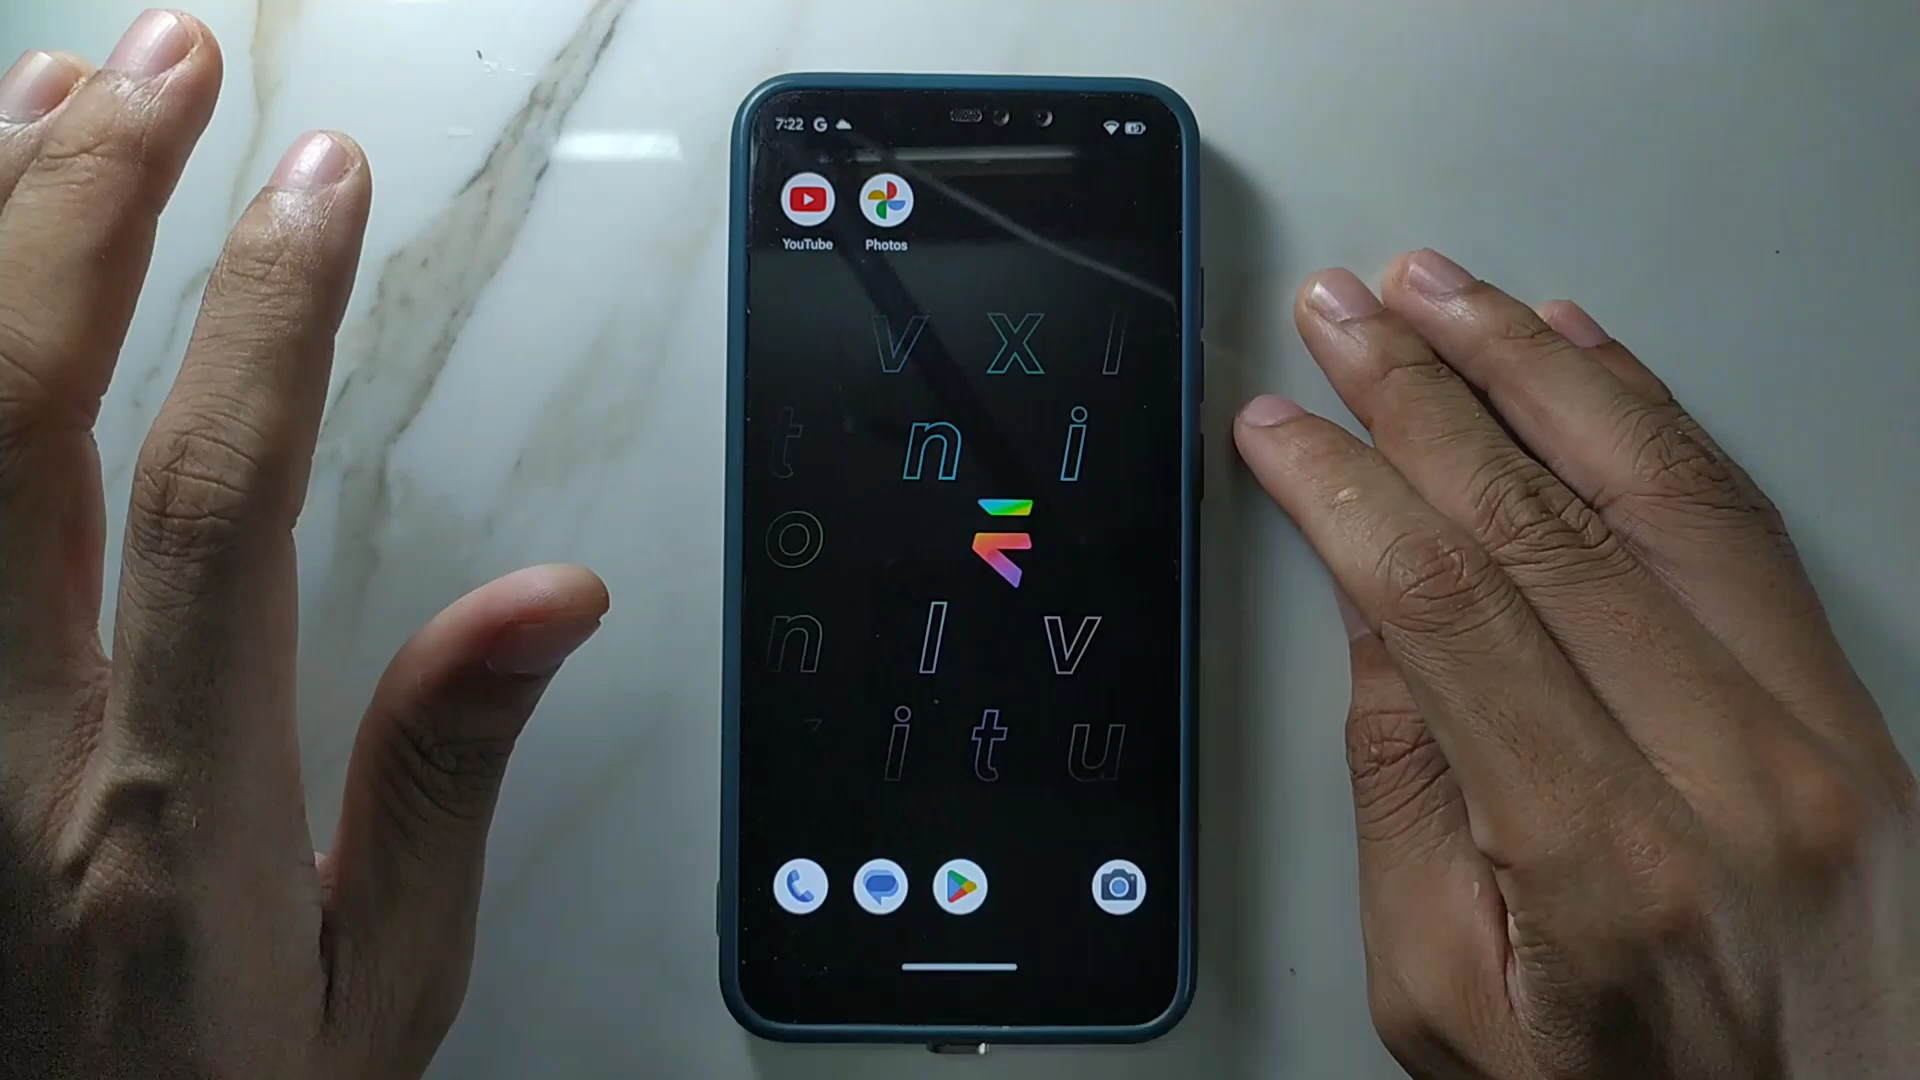 7:22 G
YouTube Photos
v x l
t n i
o
n l v
i t u